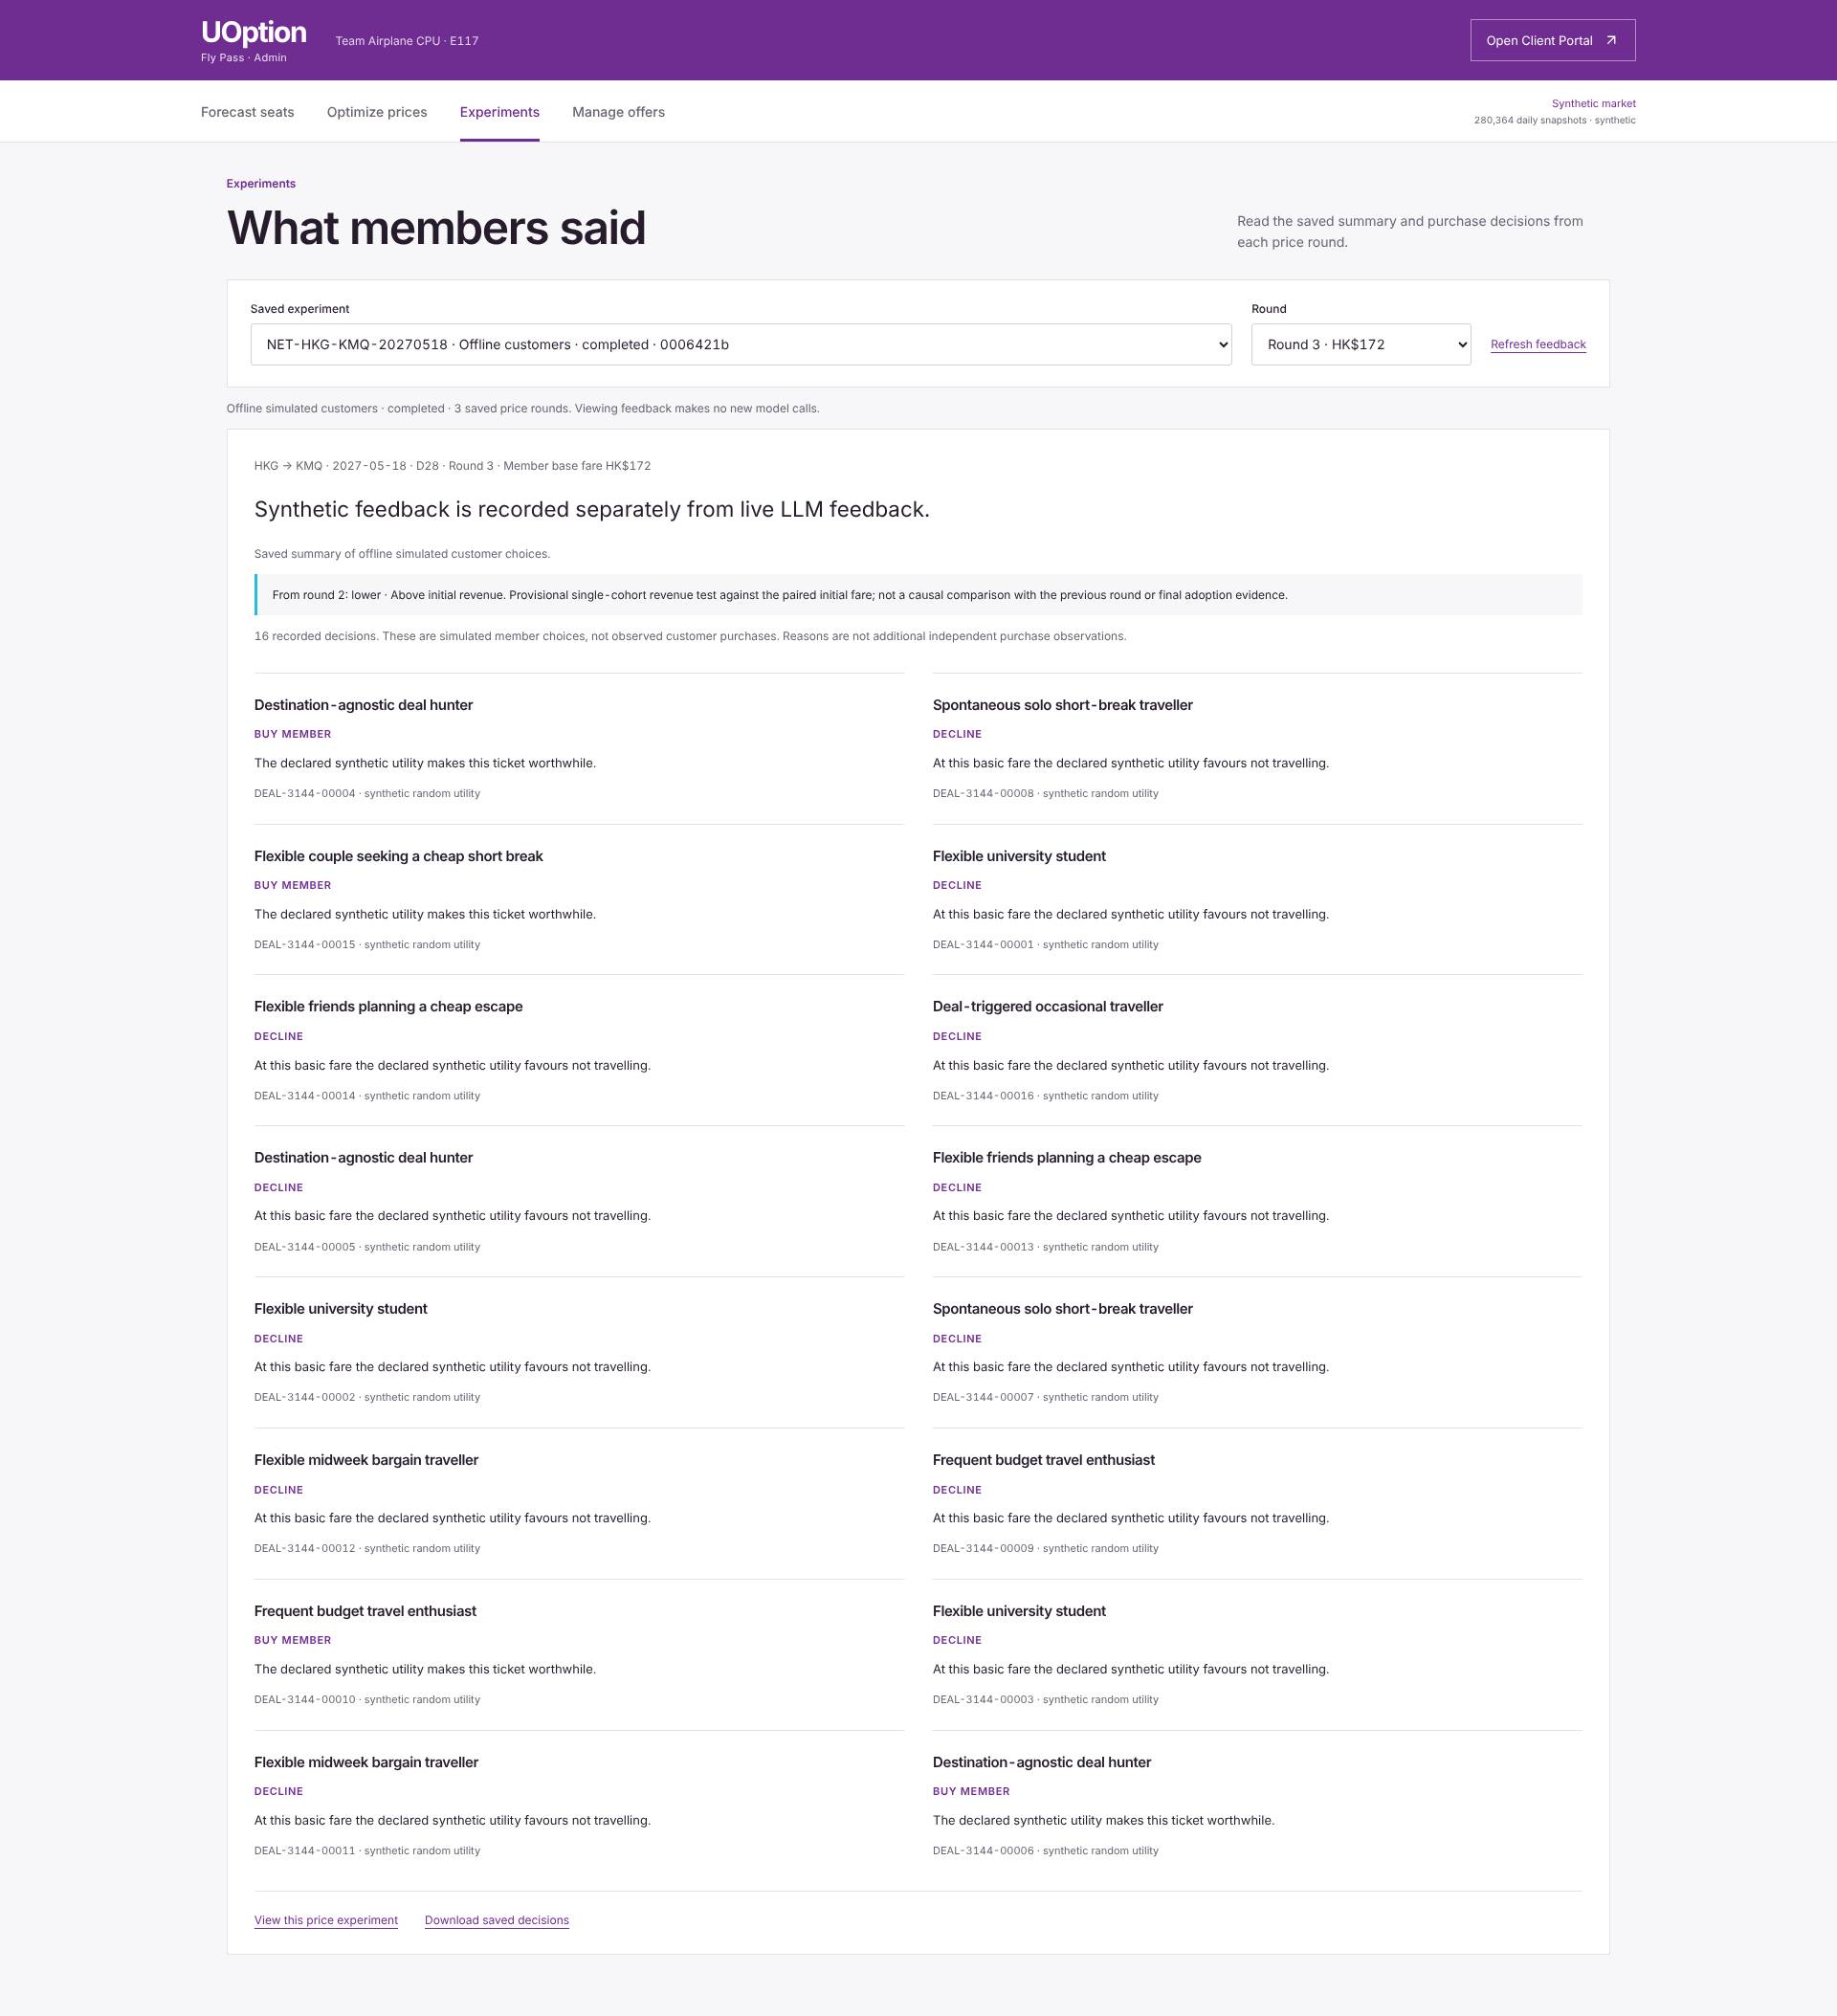 UOption
Fly Pass · Admin
Team Airplane CPU · E117
Open Client Portal
Forecast seats
Optimize prices
Experiments
Manage offers
Synthetic market
280,364 daily snapshots · synthetic
Experiments
What members said
Read the saved summary and purchase decisions from
each price round.
Saved experiment
NET-HKG-KMQ-20270518 · Offline customers · completed · 0006421b
Round
Round 3 · HK$172
Refresh feedback
Offline simulated customers · completed · 3 saved price rounds. Viewing feedback makes no new model calls.
HKG → KMQ · 2027-05-18 · D28 · Round 3 · Member base fare HK$172
Synthetic feedback is recorded separately from live LLM feedback.
Saved summary of offline simulated customer choices.
From round 2: lower · Above initial revenue. Provisional single-cohort revenue test against the paired initial fare; not a causal comparison with the previous round or final adoption evidence.
16 recorded decisions. These are simulated member choices, not observed customer purchases. Reasons are not additional independent purchase observations.
Destination-agnostic deal hunter
BUY MEMBER
The declared synthetic utility makes this ticket worthwhile.
DEAL-3144-00004 · synthetic random utility
Spontaneous solo short-break traveller
DECLINE
At this basic fare the declared synthetic utility favours not travelling.
DEAL-3144-00008 · synthetic random utility
Flexible couple seeking a cheap short break
BUY MEMBER
The declared synthetic utility makes this ticket worthwhile.
DEAL-3144-00015 · synthetic random utility
Flexible university student
DECLINE
At this basic fare the declared synthetic utility favours not travelling.
DEAL-3144-00001 · synthetic random utility
Flexible friends planning a cheap escape
DECLINE
At this basic fare the declared synthetic utility favours not travelling.
DEAL-3144-00014 · synthetic random utility
Deal-triggered occasional traveller
DECLINE
At this basic fare the declared synthetic utility favours not travelling.
DEAL-3144-00016 · synthetic random utility
Destination-agnostic deal hunter
DECLINE
At this basic fare the declared synthetic utility favours not travelling.
DEAL-3144-00005 · synthetic random utility
Flexible friends planning a cheap escape
DECLINE
At this basic fare the declared synthetic utility favours not travelling.
DEAL-3144-00013 · synthetic random utility
Flexible university student
DECLINE
At this basic fare the declared synthetic utility favours not travelling.
DEAL-3144-00002 · synthetic random utility
Spontaneous solo short-break traveller
DECLINE
At this basic fare the declared synthetic utility favours not travelling.
DEAL-3144-00007 · synthetic random utility
Flexible midweek bargain traveller
DECLINE
At this basic fare the declared synthetic utility favours not travelling.
DEAL-3144-00012 · synthetic random utility
Frequent budget travel enthusiast
DECLINE
At this basic fare the declared synthetic utility favours not travelling.
DEAL-3144-00009 · synthetic random utility
Frequent budget travel enthusiast
BUY MEMBER
The declared synthetic utility makes this ticket worthwhile.
DEAL-3144-00010 · synthetic random utility
Flexible university student
DECLINE
At this basic fare the declared synthetic utility favours not travelling.
DEAL-3144-00003 · synthetic random utility
Flexible midweek bargain traveller
DECLINE
At this basic fare the declared synthetic utility favours not travelling.
DEAL-3144-00011 · synthetic random utility
Destination-agnostic deal hunter
BUY MEMBER
The declared synthetic utility makes this ticket worthwhile.
DEAL-3144-00006 · synthetic random utility
View this price experiment
Download saved decisions